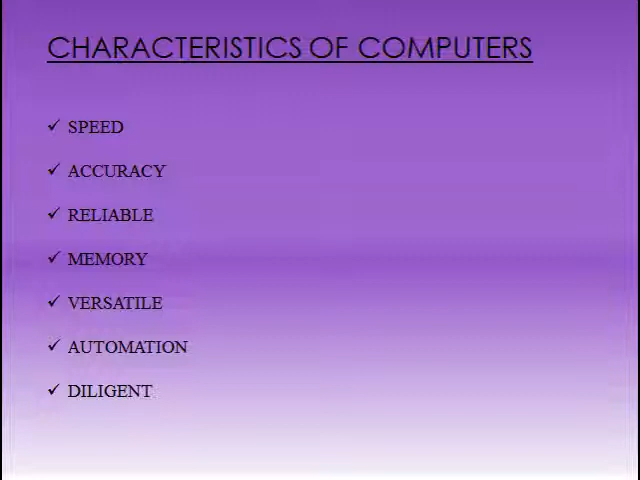 CHARACTERISTICS OF COMPUTERS
✓ SPEED
✓ ACCURACY
✓ RELIABLE
✓ MEMORY
✓ VERSATILE
✓ AUTOMATION
✓ DILIGENT